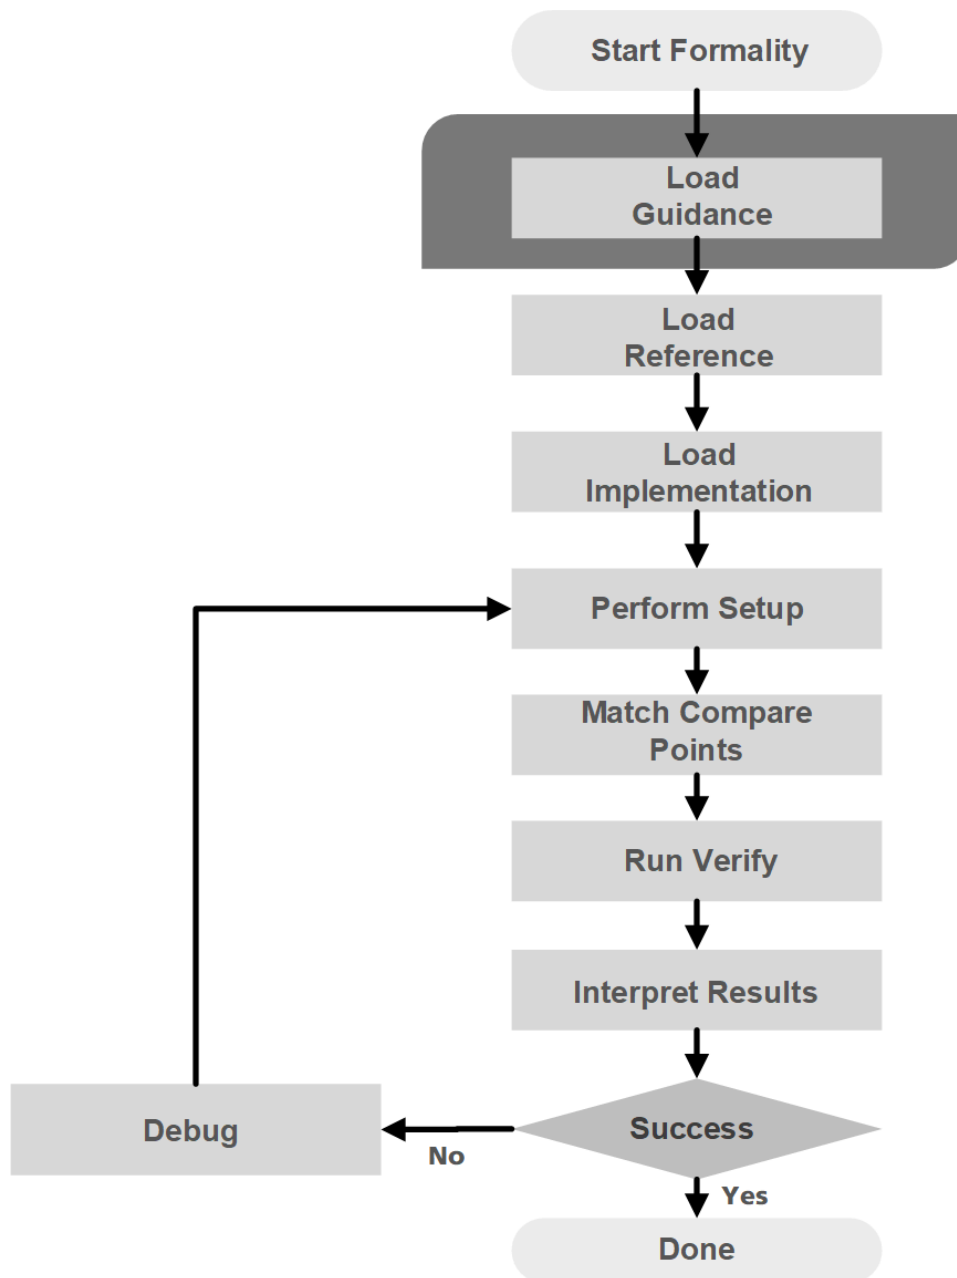 Start Formality
Load
Guidance
Load
Reference
Load
Implementation
Perform Setup
Match Compare
Points
Run Verify
Interpret Results
Success
Debug
No
Yes
Done